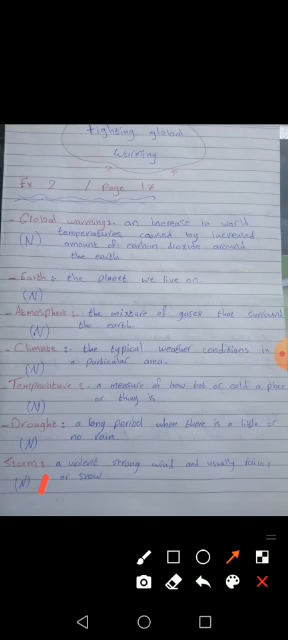 fighting global
warming
Ex 2 / Page 17
- Global warming: an increase in world
(N) temperatures caused by increased
amount of carbon dioxide around
the earth
- Earth: the planet we live on.
(N)
- Atmosphere: the mixture of gases that surround
(N) the earth.
- Climate: the typical weather conditions in
(N) a particular area.
Temperature: a measure of how hot or cold a place
(N) or thing is
- Drought: a long period when there is a little or
(N) no rain
Storm: a violent strong wind and usually rain,
(N) or snow